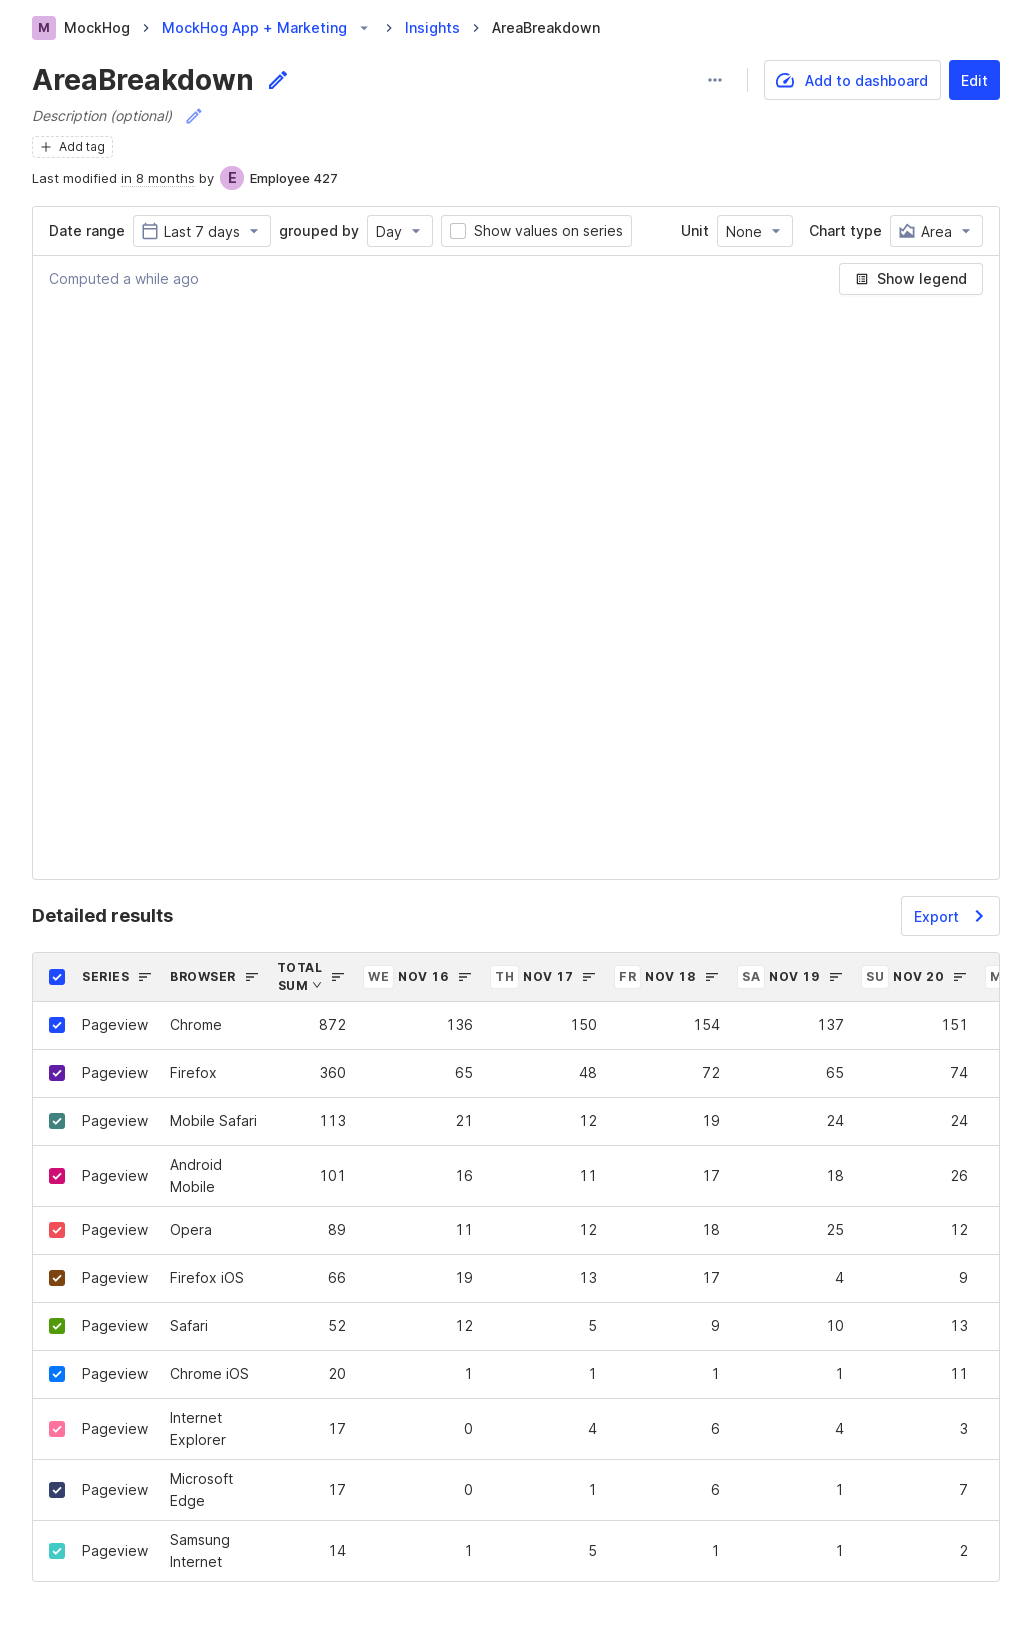 M MockHog MockHog App + Marketing Insights AreaBreakdown
AreaBreakdown
Add to dashboard Edit
Description (optional)
Add tag
Last modified in 8 months by E Employee 427
Date range Last 7 days grouped by Day Show values on series Unit None Chart type Area
Computed a while ago Show legend
Detailed results Export
SERIES BROWSER TOTAL SUM WE NOV 16 TH NOV 17 FR NOV 18 SA NOV 19 SU NOV 20 M
Pageview Chrome 872 136 150 154 137 151
Pageview Firefox 360 65 48 72 65 74
Pageview Mobile Safari 113 21 12 19 24 24
Pageview Android Mobile 101 16 11 17 18 26
Pageview Opera 89 11 12 18 25 12
Pageview Firefox iOS 66 19 13 17 4 9
Pageview Safari 52 12 5 9 10 13
Pageview Chrome iOS 20 1 1 1 1 11
Pageview Internet Explorer 17 0 4 6 4 3
Pageview Microsoft Edge 17 0 1 6 1 7
Pageview Samsung Internet 14 1 5 1 1 2